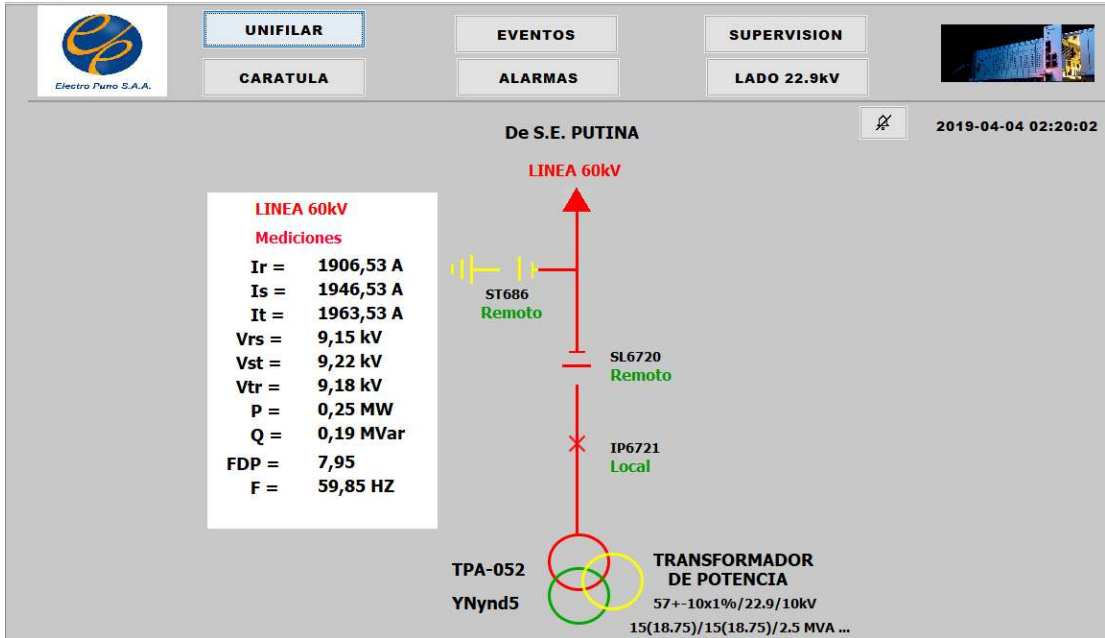 Electro Puno S.A.A.
UNIFILAR
EVENTOS
SUPERVISION
CARATULA
ALARMAS
LADO 22.9kV
2019-04-04 02:20:02
De S.E. PUTINA
LINEA 60kV
LINEA 60kV
Mediciones
Ir = 1906,53 A
Is = 1946,53 A
It = 1963,53 A
Vrs = 9,15 kV
Vst = 9,22 kV
Vtr = 9,18 kV
P = 0,25 MW
Q = 0,19 MVar
FDP = 7,95
F = 59,85 HZ
ST686
Remoto
SL6720
Remoto
IP6721
Local
TPA-052
YNynd5
TRANSFORMADOR
DE POTENCIA
57+-10x1%/22.9/10kV
15(18.75)/15(18.75)/2.5 MVA ...